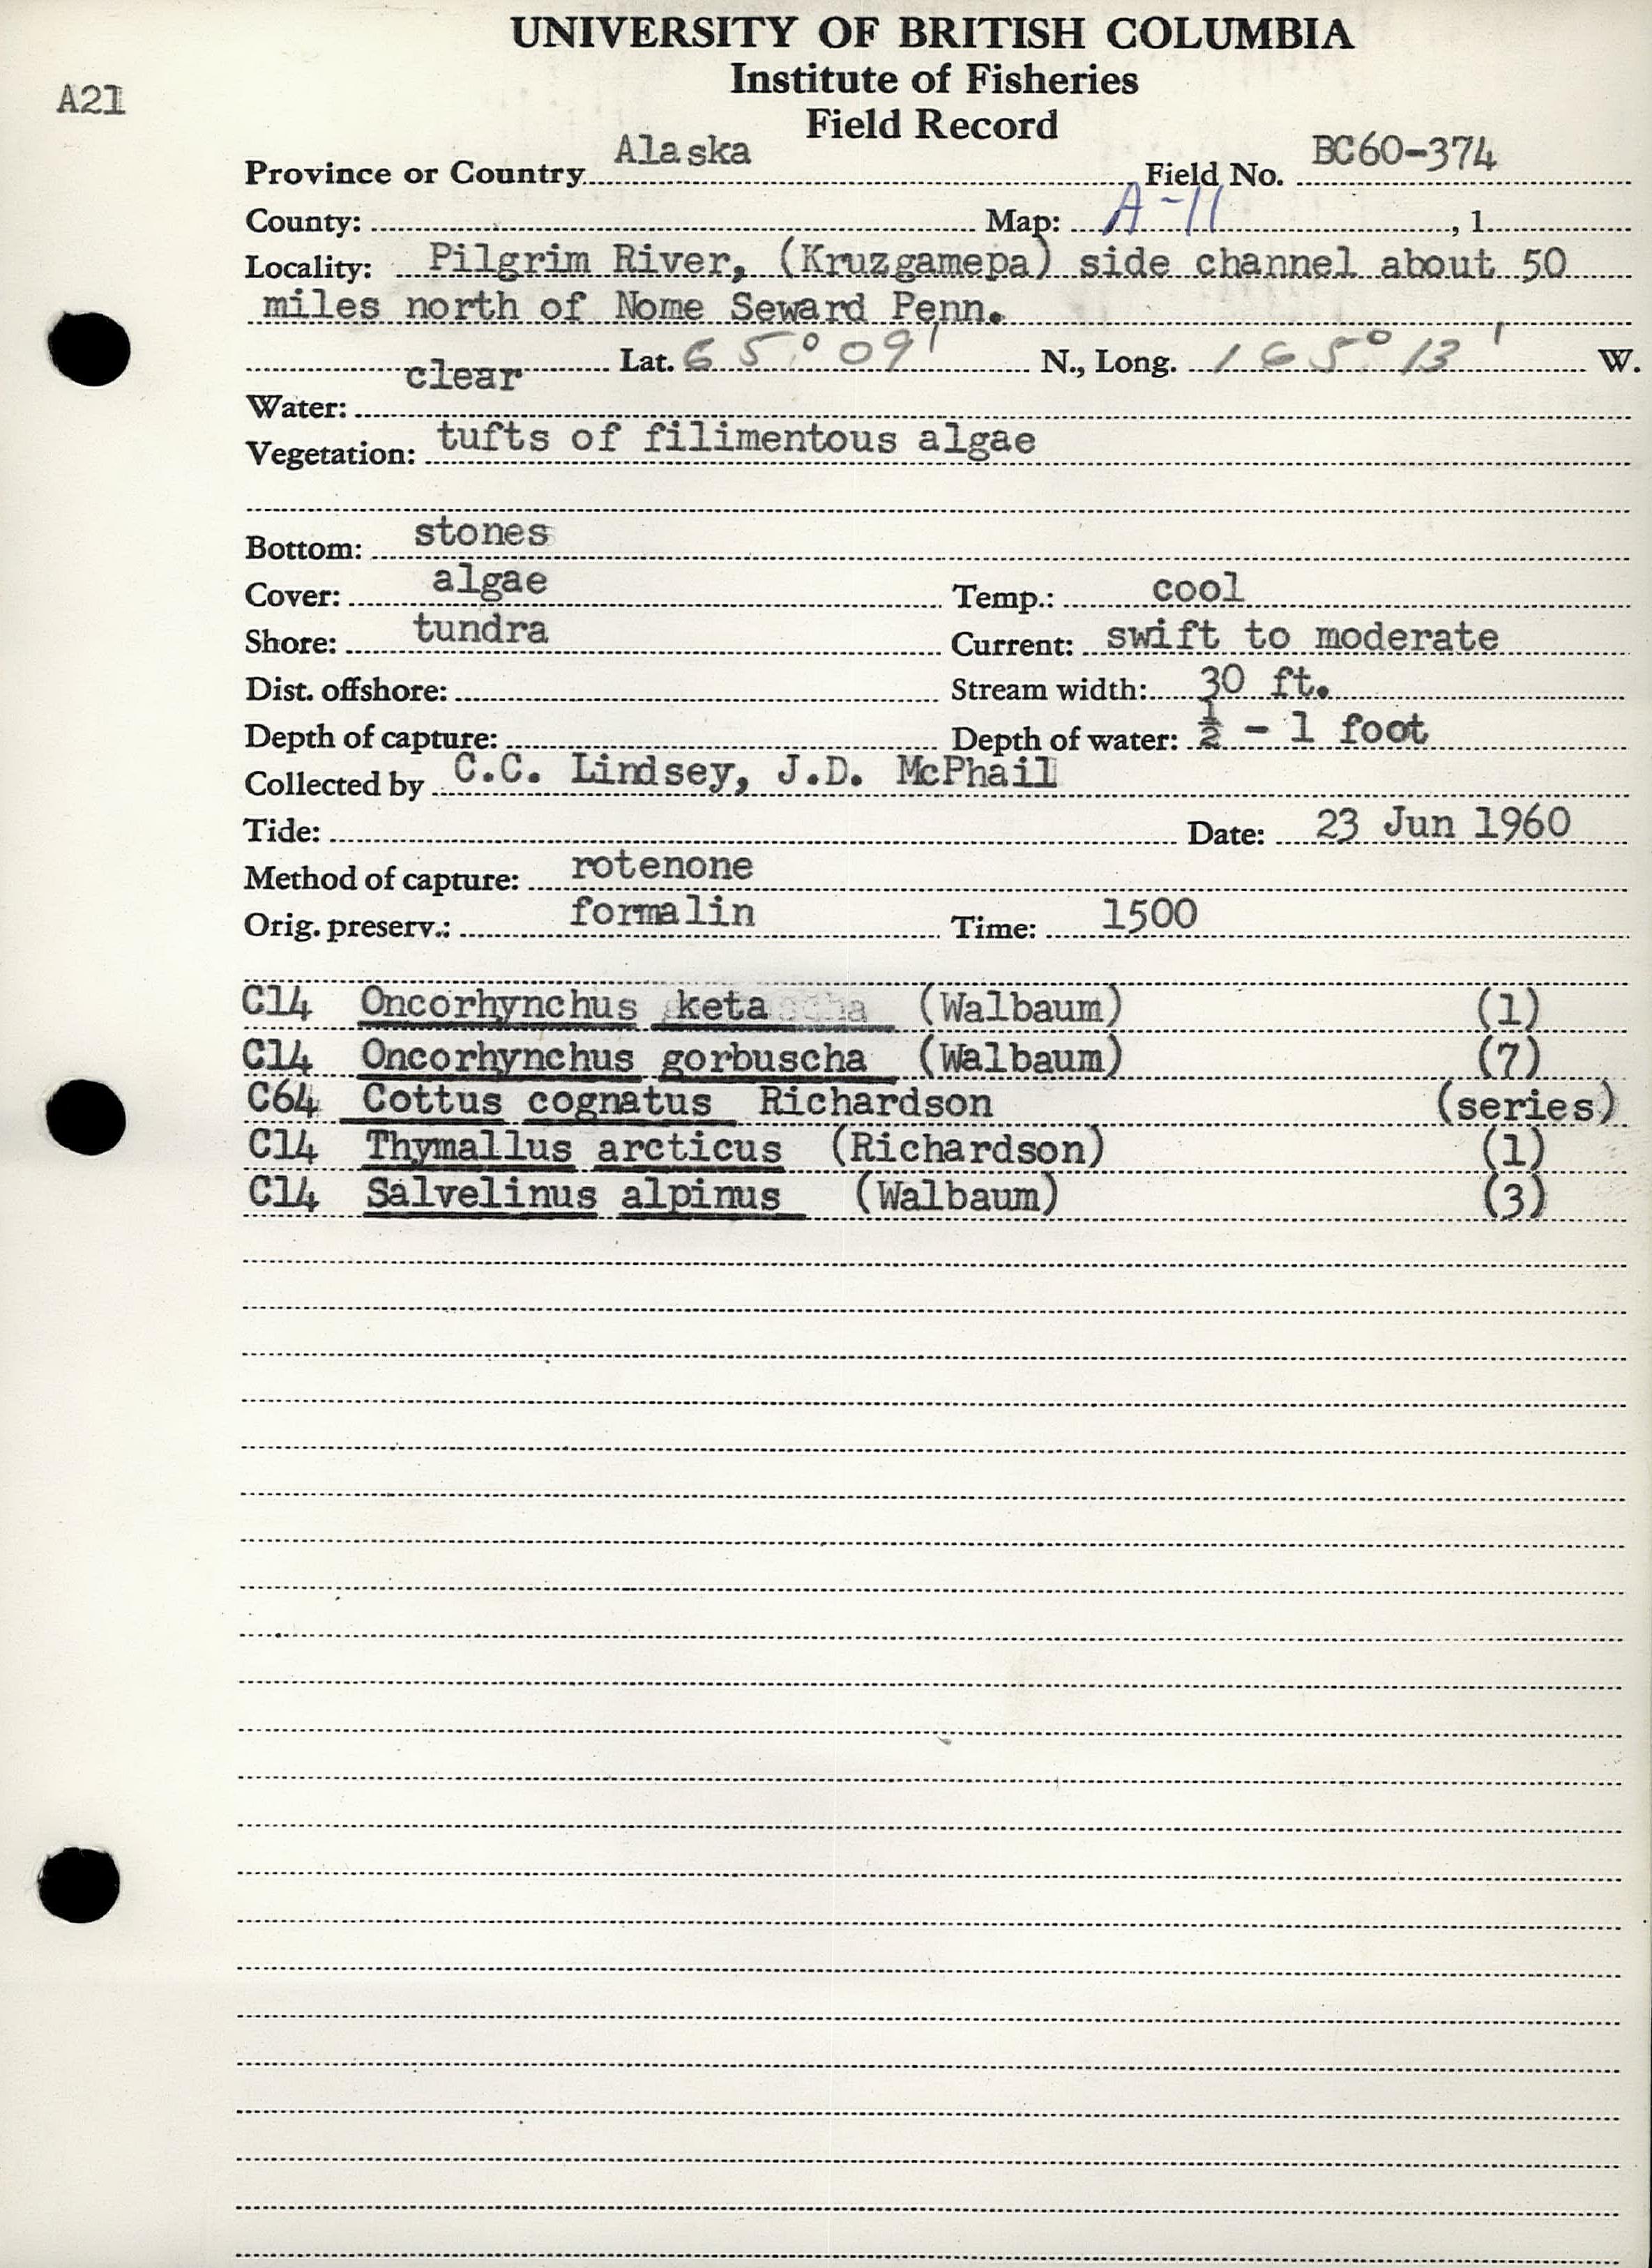 UNIVERSITY OF BRITISH COLUMBIA
Institute of Fisheries
A21
Field Record
Province or Country Alaska Field No. BC60-374
County: Map: A-11 , 1
Locality: Pilgrim River, (Kruzgamepa) side channel about 50
miles north of Nome Seward Penn.
Lat. 65° 09' N., Long. 165° 13' W.
Water: clear
Vegetation: tufts of filimentous algae
Bottom: stones
Cover: algae Temp.: cool
Shore: tundra Current: swift to moderate
Dist. offshore: Stream width: 30 ft.
Depth of capture: Depth of water: ½ - 1 foot
Collected by C.C. Lindsey, J.D. McPhail
Tide: Date: 23 Jun 1960
Method of capture: rotenone
Orig. preserv.: formalin Time: 1500
C14 Oncorhynchus keta (Walbaum) (1)
C14 Oncorhynchus gorbuscha (Walbaum) (7)
C64 Cottus cognatus Richardson (series)
C14 Thymallus arcticus (Richardson) (1)
C14 Salvelinus alpinus (Walbaum) (3)